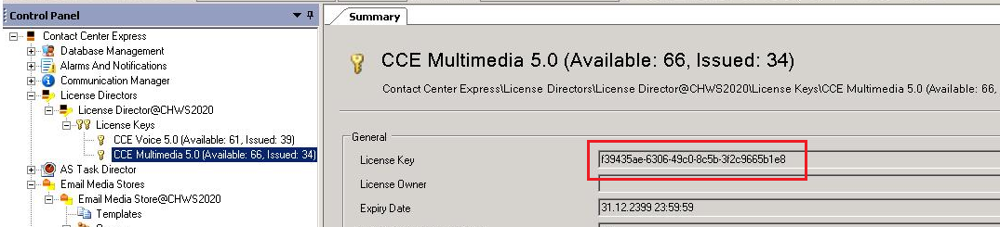 Control Panel
Contact Center Express
Database Management
Alarms And Notifications
Communication Manager
License Directors
License Director@CHWS2020
License Keys
CCE Voice 5.0 (Available: 61, Issued: 39)
CCE Multimedia 5.0 (Available: 66, Issued: 34)
AS Task Director
Email Media Stores
Email Media Store@CHWS2020
Templates
Summary
CCE Multimedia 5.0 (Available: 66, Issued: 34)
Contact Center Express\License Directors\License Director@CHWS2020\License Keys\CCE Multimedia 5.0 (Available: 66,
General
License Key
f39435ae-6306-49c0-8c5b-3f2c9665b1e8
License Owner
Expiry Date
31.12.2399 23:59:59